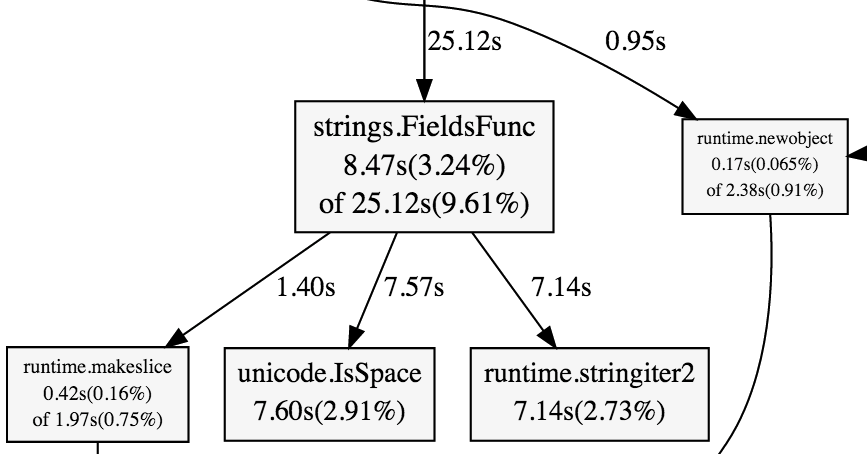 25.12s
0.95s
strings.FieldsFunc
8.47s(3.24%)
of 25.12s(9.61%)
runtime.newobject
0.17s(0.065%)
of 2.38s(0.91%)
1.40s
7.57s
7.14s
runtime.makeslice
0.42s(0.16%)
of 1.97s(0.75%)
unicode.IsSpace
7.60s(2.91%)
runtime.stringiter2
7.14s(2.73%)